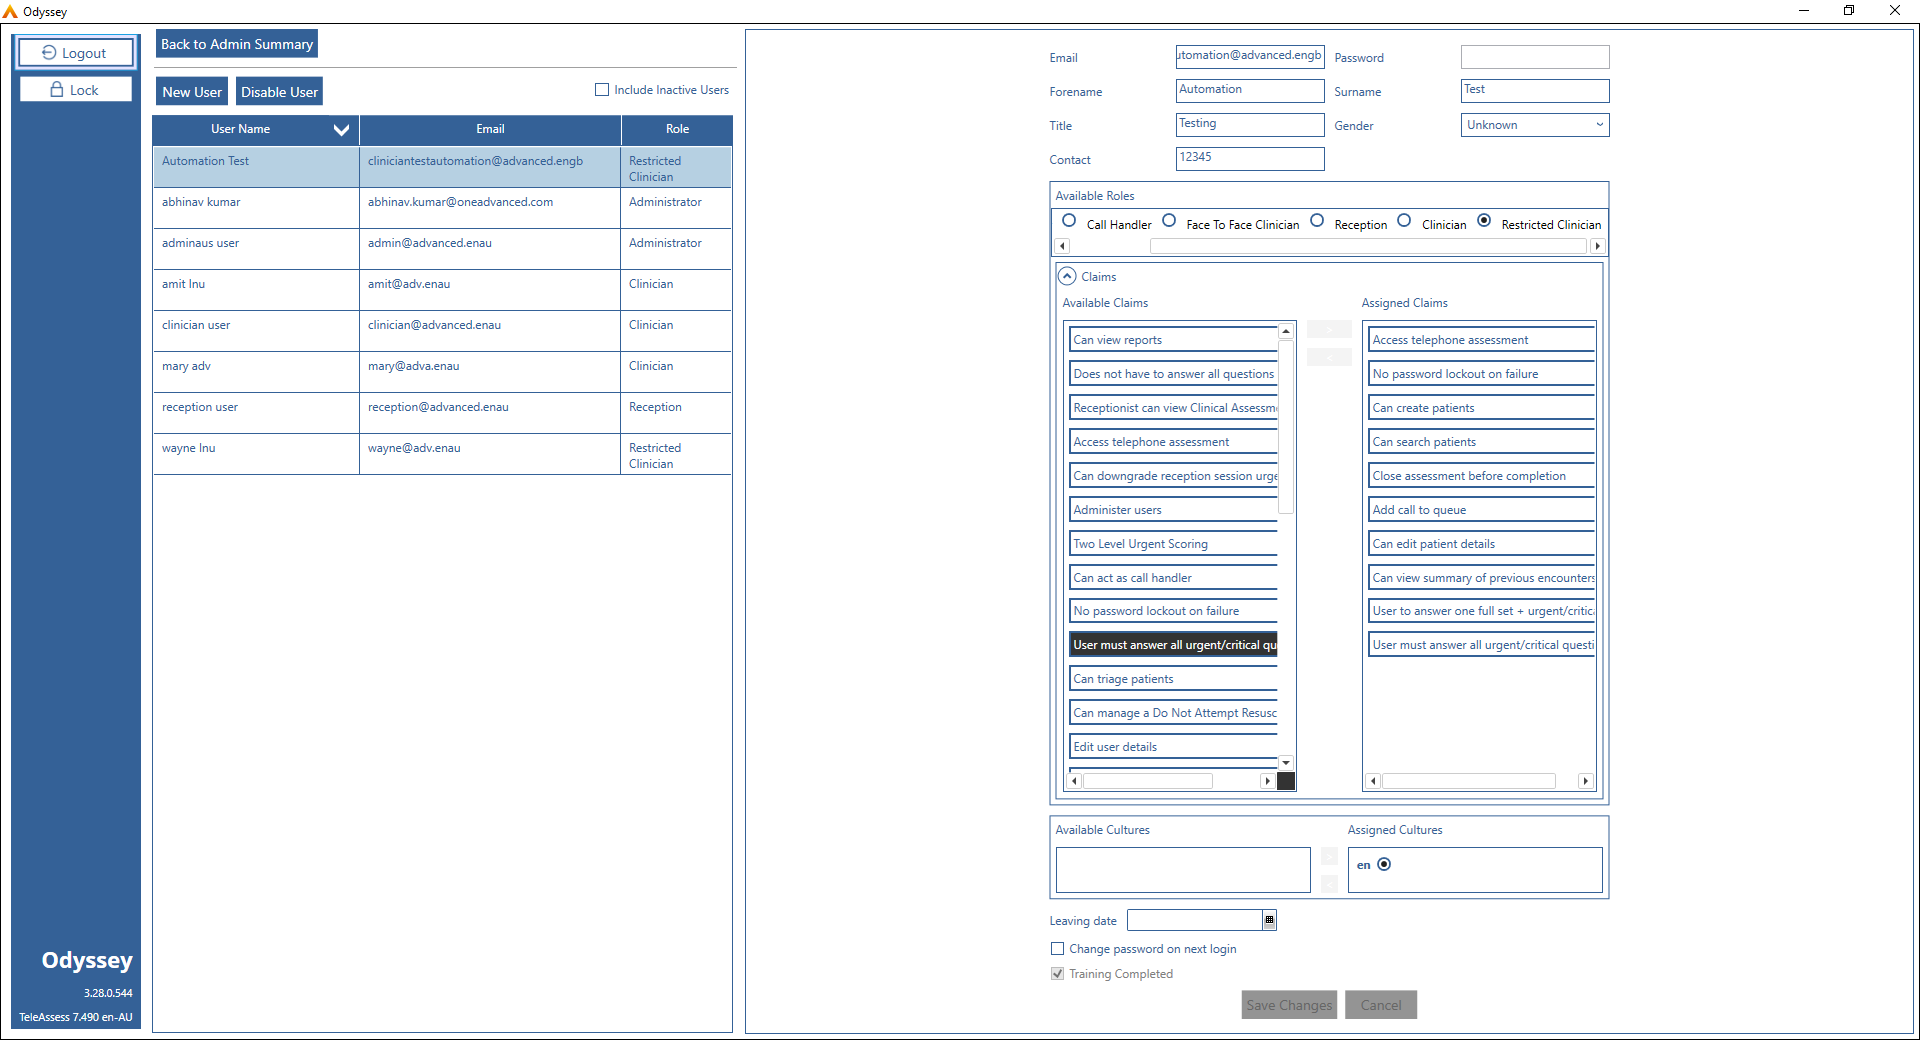 Odyssey
Logout
Lock
Back to Admin Summary
New User
Disable User
Include Inactive Users
User Name
Email
Role
Automation Test
cliniciantestautomation@advanced.engb
Restricted
Clinician
abhinav kumar
abhinav.kumar@oneadvanced.com
Administrator
adminaus user
admin@advanced.enau
Administrator
amit lnu
amit@adv.enau
Clinician
clinician user
clinician@advanced.enau
Clinician
mary adv
mary@adva.enau
Clinician
reception user
reception@advanced.enau
Reception
wayne lnu
wayne@adv.enau
Restricted
Clinician
Odyssey
3.28.0.544
TeleAssess 7.490 en-AU
Email
utomation@advanced.engb
Password
Forename
Automation
Surname
Test
Title
Testing
Gender
Unknown
Contact
12345
Available Roles
Call Handler
Face To Face Clinician
Reception
Clinician
Restricted Clinician
Claims
Available Claims
Can view reports
Does not have to answer all questions
Receptionist can view Clinical Assessm
Access telephone assessment
Can downgrade reception session urge
Administer users
Two Level Urgent Scoring
Can act as call handler
No password lockout on failure
User must answer all urgent/critical qu
Can triage patients
Can manage a Do Not Attempt Resusc
Edit user details
Assigned Claims
Access telephone assessment
No password lockout on failure
Can create patients
Can search patients
Close assessment before completion
Add call to queue
Can edit patient details
Can view summary of previous encounters
User to answer one full set + urgent/critic
User must answer all urgent/critical questi
Available Cultures
Assigned Cultures
en
Leaving date
Change password on next login
Training Completed
Save Changes
Cancel